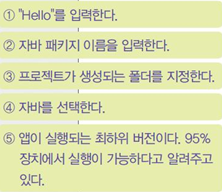 ① "Hello"를 입력한다.
② 자바 패키지 이름을 입력한다.
③ 프로젝트가 생성되는 폴더를 지정한다.
④ 자바를 선택한다.
⑤ 앱이 실행되는 최하위 버전이다. 95%
장치에서 실행이 가능하다고 알려주고
있다.